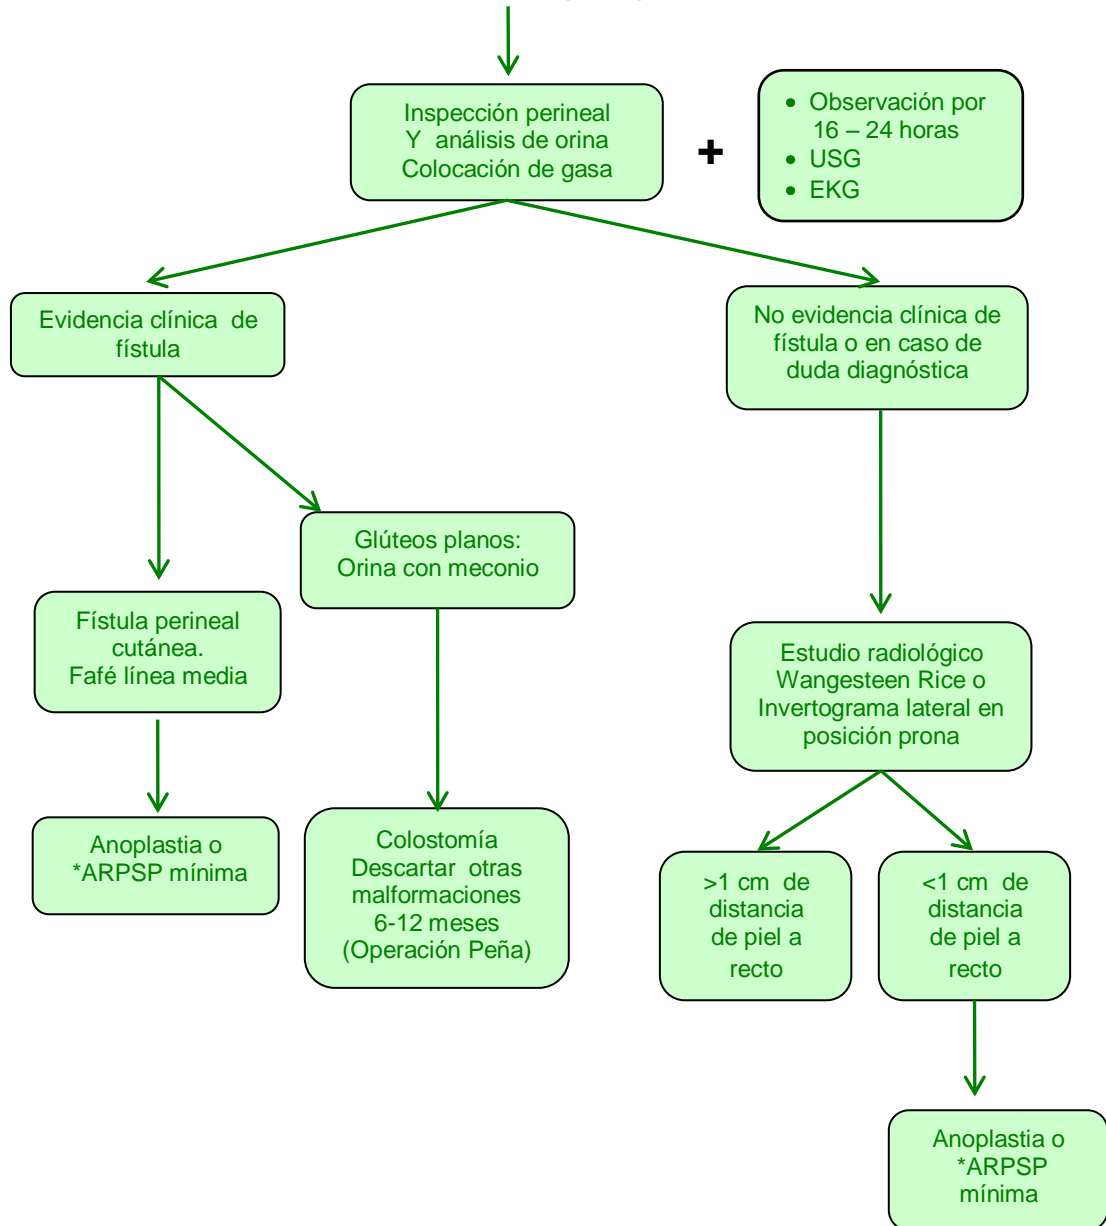 Inspección perineal
Y análisis de orina
Colocación de gasa
+
• Observación por
16 – 24 horas
• USG
• EKG
Evidencia clínica de
fístula
No evidencia clínica de
fístula o en caso de
duda diagnóstica
Glúteos planos:
Orina con meconio
Fístula perineal
cutánea.
Fafé línea media
Estudio radiológico
Wangesteen Rice o
Invertograma lateral en
posición prona
Anoplastia o
*ARPSP mínima
Colostomía
Descartar otras
malformaciones
6-12 meses
(Operación Peña)
>1 cm de
distancia
de piel a
recto
<1 cm de
distancia
de piel a
recto
Anoplastia o
*ARPSP
mínima